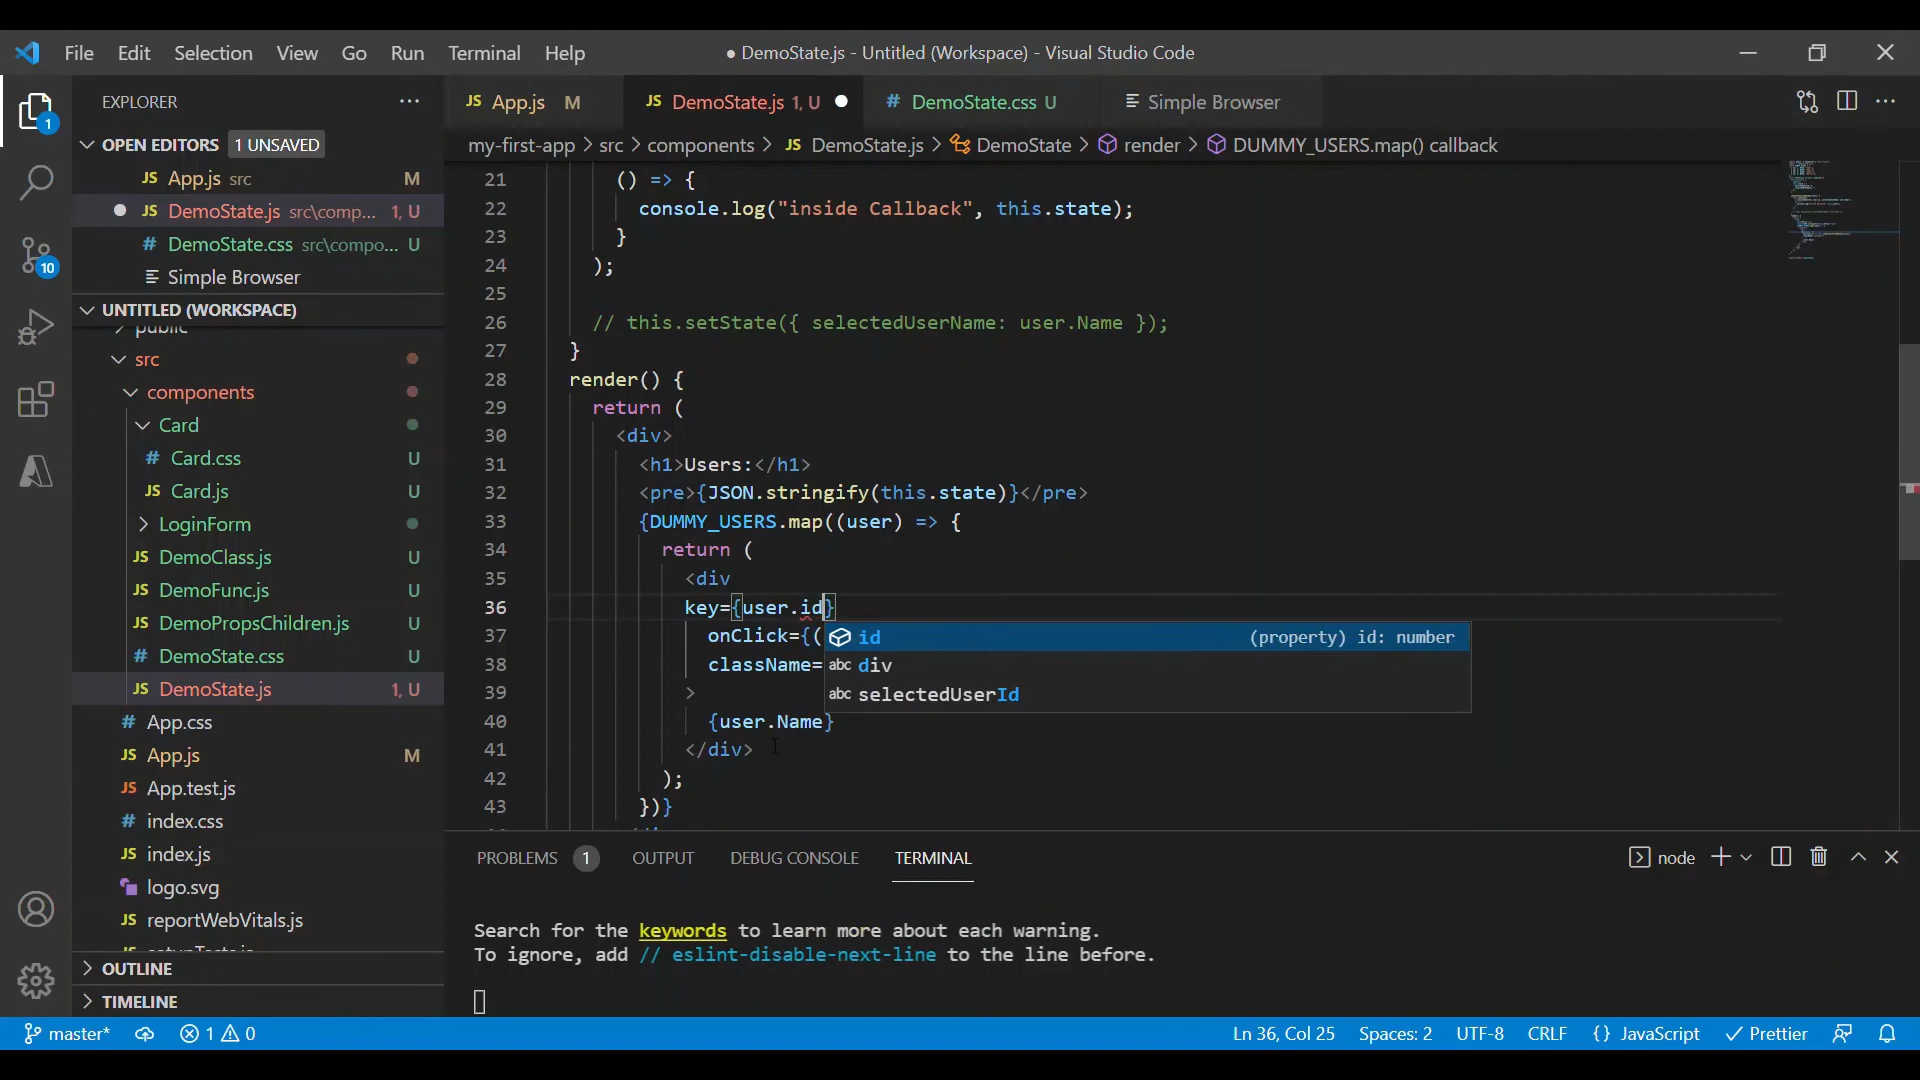 File Edit Selection View Go Run Terminal Help
● DemoState.js - Untitled (Workspace) - Visual Studio Code
EXPLORER
JS App.js M
JS DemoState.js 1, U
# DemoState.css U
Simple Browser
OPEN EDITORS 1 UNSAVED
my-first-app > src > components > JS DemoState.js > DemoState > render > DUMMY_USERS.map() callback
JS App.js src M
JS DemoState.js src\comp... 1, U
# DemoState.css src\compo... U
Simple Browser
UNTITLED (WORKSPACE)
public
src
components
Card
# Card.css U
JS Card.js U
LoginForm
JS DemoClass.js U
JS DemoFunc.js U
JS DemoPropsChildren.js U
# DemoState.css U
JS DemoState.js 1, U
# App.css
JS App.js M
JS App.test.js
# index.css
JS index.js
logo.svg
JS reportWebVitals.js
OUTLINE
TIMELINE
1
10
21 () => {
22 console.log("inside Callback", this.state);
23 }
24 );
25
26 // this.setState({ selectedUserName: user.Name });
27 }
28 render() {
29 return (
30 <div>
31 <h1>Users:</h1>
32 <pre>{JSON.stringify(this.state)}</pre>
33 {DUMMY_USERS.map((user) => {
34 return (
35 <div
36 key={user.id}
37 onClick={(
38 className=
39 >
40 {user.Name}
41 </div>
42 );
43 })}
id (property) id: number
abc div
abc selectedUserId
PROBLEMS 1 OUTPUT DEBUG CONSOLE TERMINAL
node
Search for the keywords to learn more about each warning.
To ignore, add // eslint-disable-next-line to the line before.
master* 1 0 Ln 36, Col 25 Spaces: 2 UTF-8 CRLF {} JavaScript Prettier